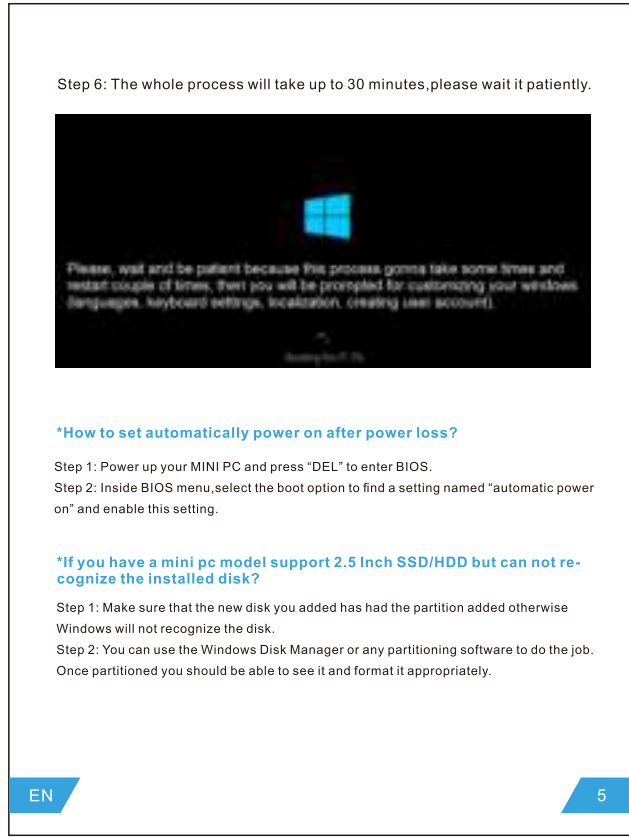 Step 6: The whole process will take up to 30 minutes,please wait it patiently.
Please, wait and be patient because this process gonna take some times and
restart couple of times, then you will be prompted for customizing your windows
(languages, keyboard settings, localization, creating user account).
*How to set automatically power on after power loss?
Step 1: Power up your MINI PC and press “DEL” to enter BIOS.
Step 2: Inside BIOS menu,select the boot option to find a setting named “automatic power
on” and enable this setting.
*If you have a mini pc model support 2.5 Inch SSD/HDD but can not re-
cognize the installed disk?
Step 1: Make sure that the new disk you added has had the partition added otherwise
Windows will not recognize the disk.
Step 2: You can use the Windows Disk Manager or any partitioning software to do the job.
Once partitioned you should be able to see it and format it appropriately.
EN
5